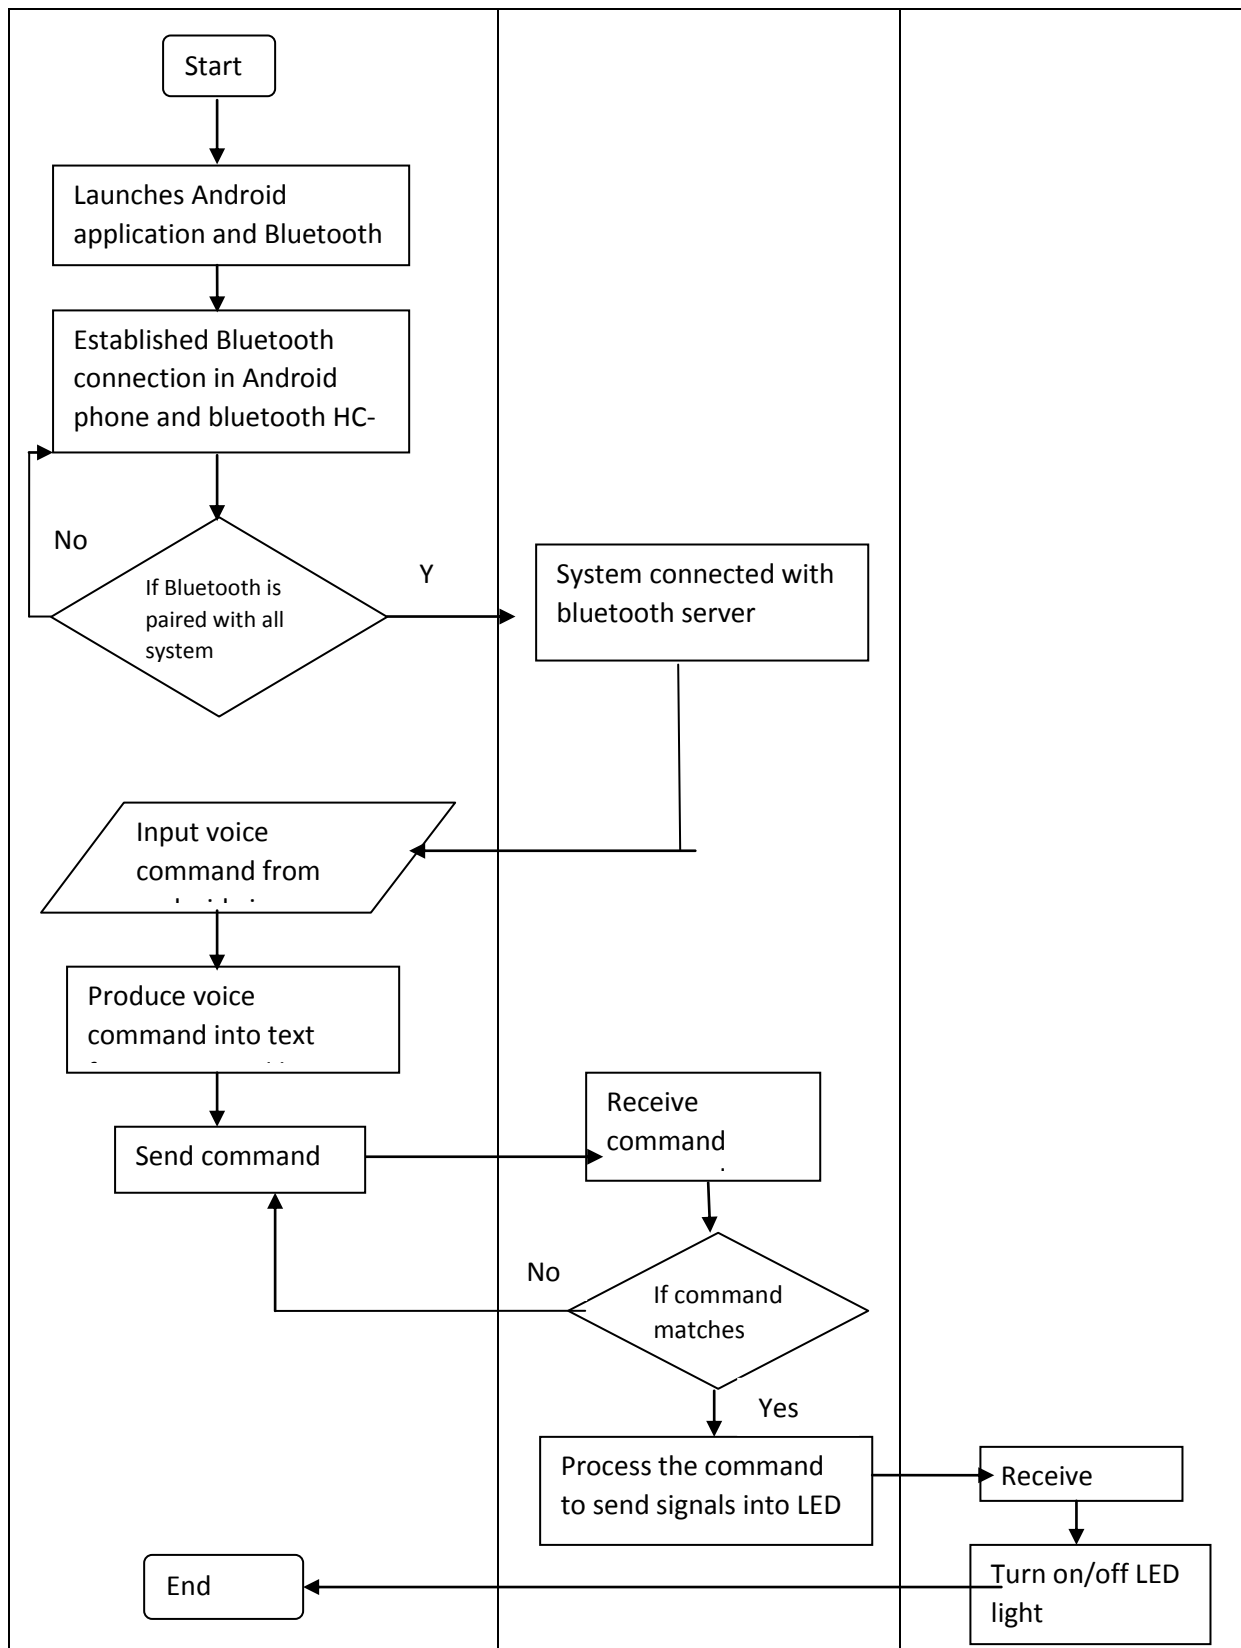 Start
Launches Android
application and Bluetooth
Established Bluetooth
connection in Android
phone and bluetooth HC-
No
If Bluetooth is
paired with all
system
Y
System connected with
bluetooth server
Input voice
command from
Produce voice
command into text
Send command
Receive
command
No
If command
matches
Yes
Process the command
to send signals into LED
Receive
Turn on/off LED
light
End